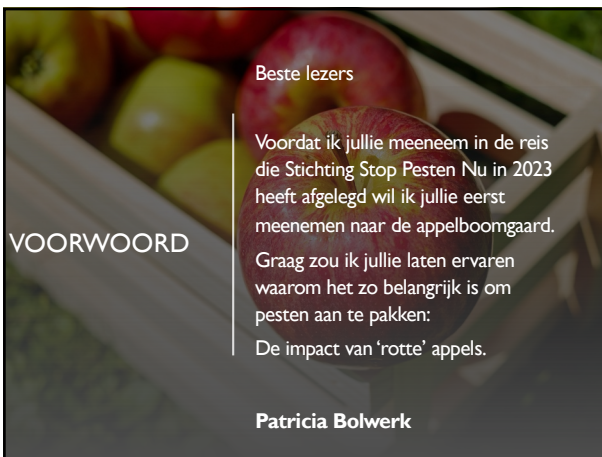 VOORWOORD
Beste lezers
Voordat ik jullie meeneem in de reis
die Stichting Stop Pesten Nu in 2023
heeft afgelegd wil ik jullie eerst
meenemen naar de appelboomgaard.
Graag zou ik jullie laten ervaren
waarom het zo belangrijk is om
pesten aan te pakken:
De impact van ‘rotte’ appels.
Patricia Bolwerk